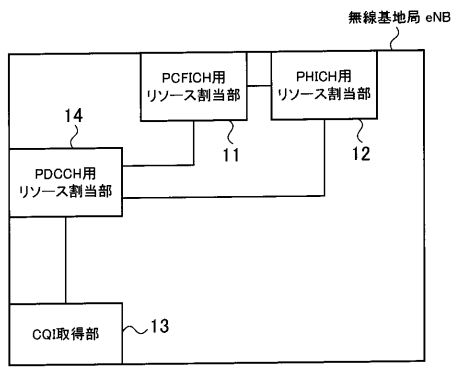 無線基地局 eNB
PCFICH用
リソース割当部
PHICH用
リソース割当部
11
12
14
PDCCH用
リソース割当部
CQI取得部
13